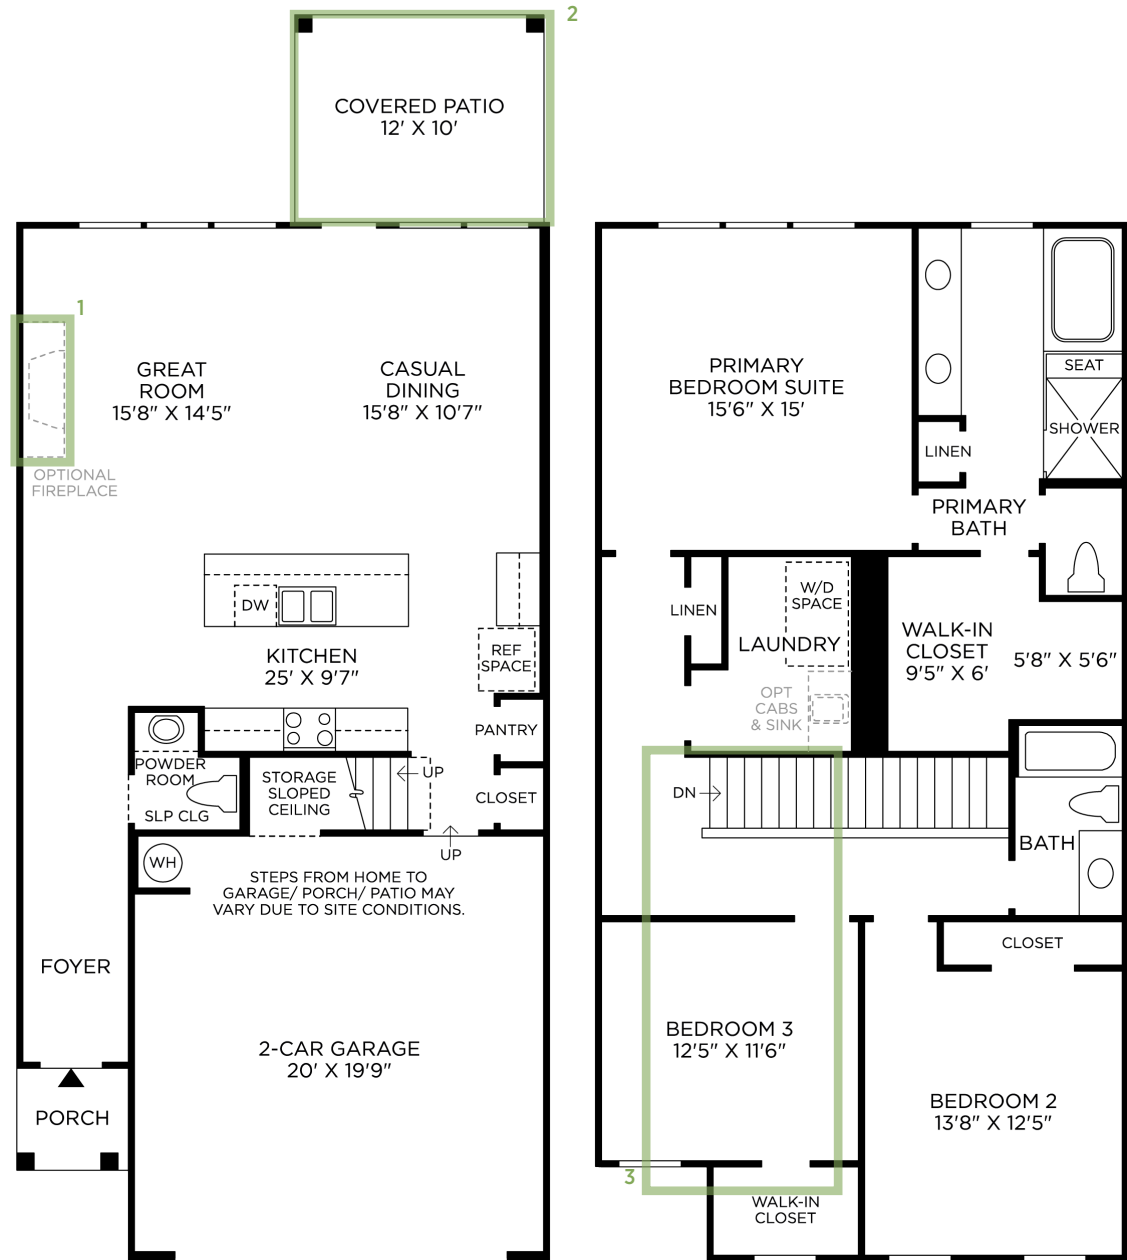 2
COVERED PATIO
12' X 10'
1
GREAT
ROOM
15'8" X 14'5"
CASUAL
DINING
15'8" X 10'7"
OPTIONAL
FIREPLACE
DW
KITCHEN
25' X 9'7"
REF
SPACE
PANTRY
POWDER
ROOM
SLP CLG
STORAGE
SLOPED
CEILING
UP
CLOSET
UP
WH
STEPS FROM HOME TO
GARAGE/ PORCH/ PATIO MAY
VARY DUE TO SITE CONDITIONS.
FOYER
2-CAR GARAGE
20' X 19'9"
PORCH
PRIMARY
BEDROOM SUITE
15'6" X 15'
SEAT
SHOWER
LINEN
PRIMARY
BATH
LINEN
W/D
SPACE
LAUNDRY
OPT
CABS
& SINK
WALK-IN
CLOSET
9'5" X 6'
5'8" X 5'6"
DN
BATH
CLOSET
BEDROOM 3
12'5" X 11'6"
BEDROOM 2
13'8" X 12'5"
3
WALK-IN
CLOSET